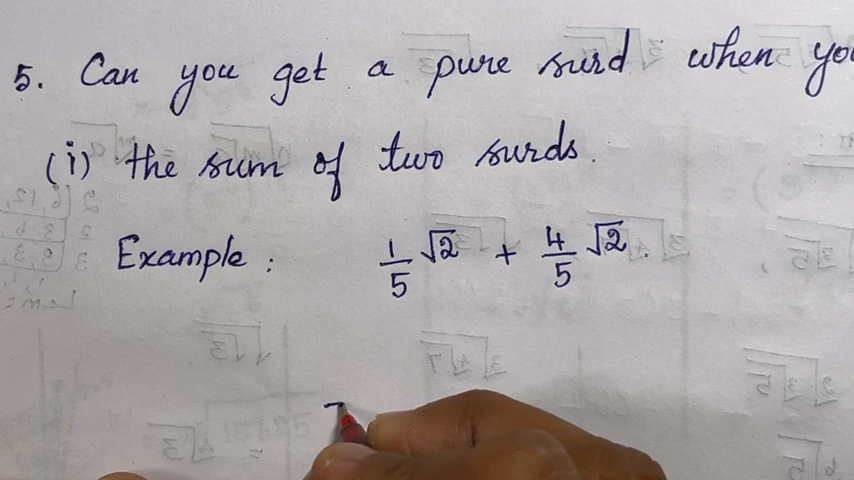 5. Can you get a pure surd when you
(i) the sum of two surds.
Example : 1/5 √2 + 4/5 √2.